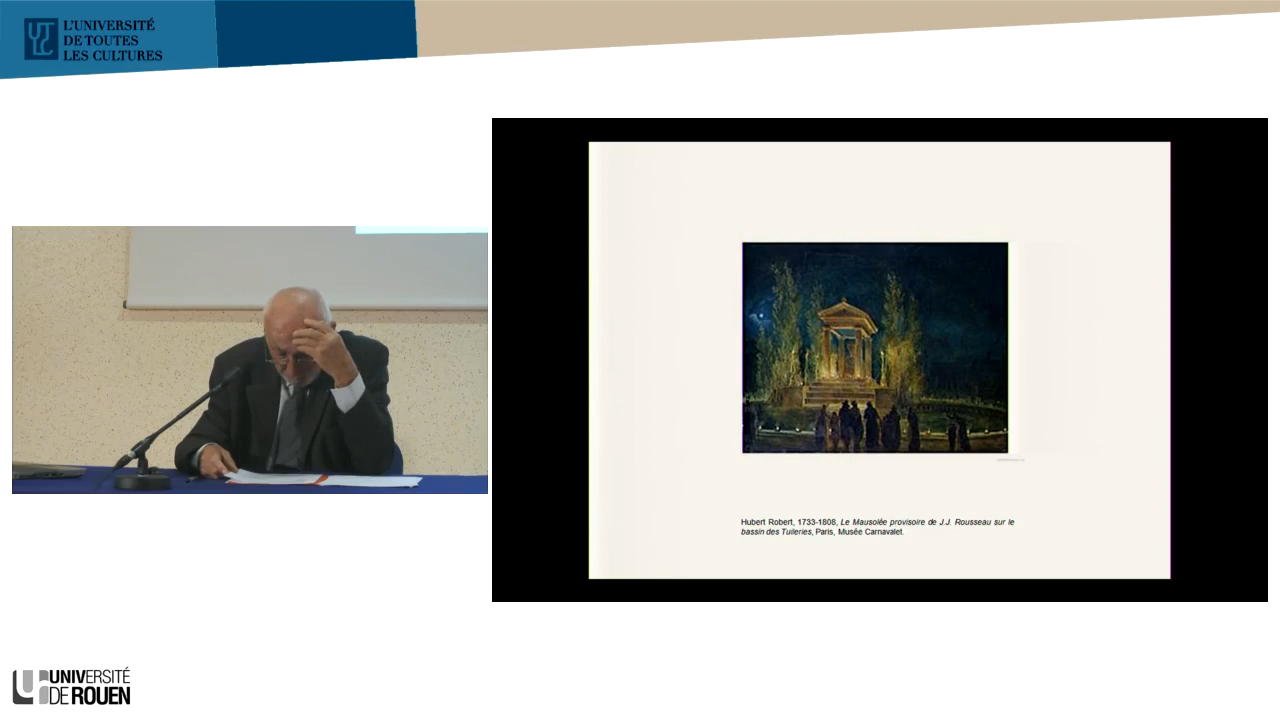 L'UNIVERSITÉ
DE TOUTES
LES CULTURES
Hubert Robert, 1733-1808, Le Mausolée provisoire de J.J. Rousseau sur le
bassin des Tuileries, Paris, Musée Carnavalet.
UNIVERSITÉ
DE ROUEN